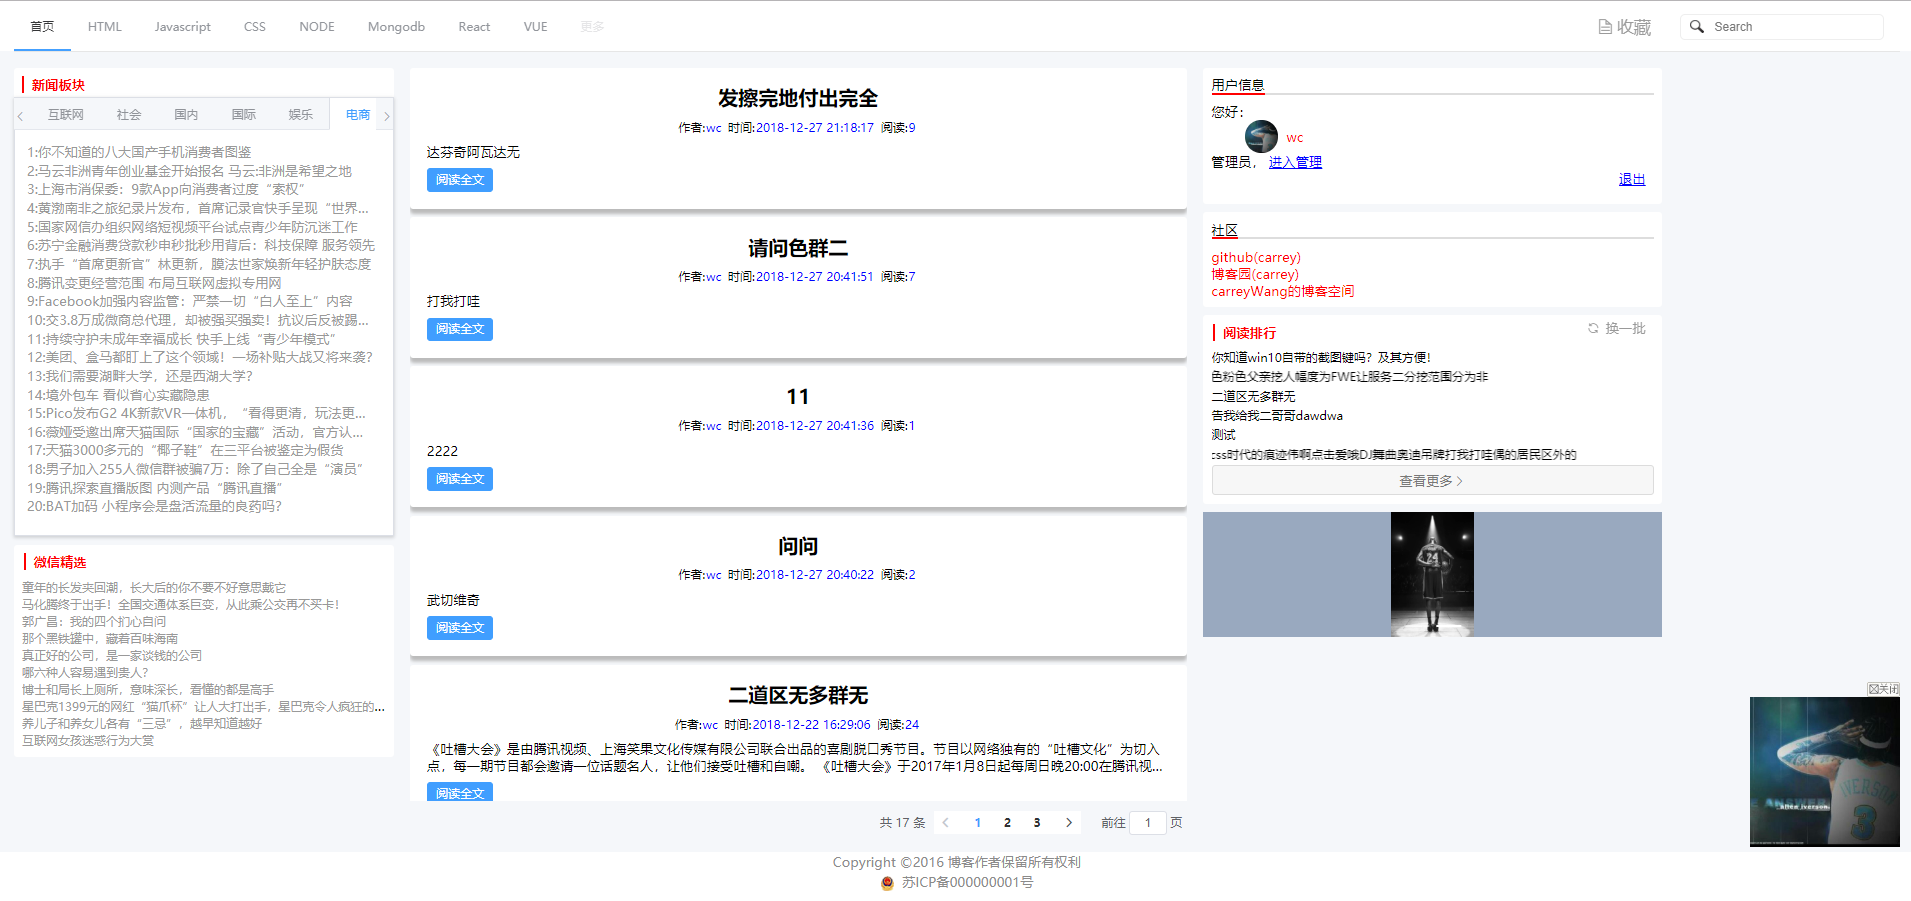 首页 HTML Javascript CSS NODE Mongodb React VUE 更多 收藏 Search
新闻板块
互联网 社会 国内 国际 娱乐 电商
1:你不知道的八大国产手机消费者图鉴
2:马云非洲青年创业基金开始报名 马云:非洲是希望之地
3:上海市消保委：9款App向消费者过度“索权”
4:黄渤南非之旅纪录片发布，首席记录官快手呈现“世界...
5:国家网信办组织网络短视频平台试点青少年防沉迷工作
6:苏宁金融消费贷款秒申秒批秒用背后：科技保障 服务领先
7:执手“首席更新官”林更新，膜法世家焕新年轻护肤态度
8:腾讯变更经营范围 布局互联网虚拟专用网
9:Facebook加强内容监管：严禁一切“白人至上”内容
10:交3.8万成微商总代理，却被强买强卖！抗议后反被踢...
11:持续守护未成年幸福成长 快手上线“青少年模式”
12:美团、盒马都盯上了这个领域！一场补贴大战又将来袭？
13:我们需要湖畔大学，还是西湖大学？
14:境外包车 看似省心实藏隐患
15:Pico发布G2 4K新款VR一体机，“看得更清，玩法更...
16:薇娅受邀出席天猫国际“国家的宝藏”活动，官方认...
17:天猫3000多元的“椰子鞋”在三平台被鉴定为假货
18:男子加入255人微信群被骗7万：除了自己全是“演员”
19:腾讯探索直播版图 内测产品“腾讯直播”
20:BAT加码 小程序会是盘活流量的良药吗？
微信精选
童年的长发夹回潮，长大后的你不要不好意思戴它
马化腾终于出手！全国交通体系巨变，从此乘公交再不买卡！
郭广昌：我的四个扪心自问
那个黑铁罐中，藏着百味海南
真正好的公司，是一家谈钱的公司
哪六种人容易遇到贵人？
博士和局长上厕所，意味深长，看懂的都是高手
星巴克1399元的网红“猫爪杯”让人大打出手，星巴克令人疯狂的...
养儿子和养女儿各有“三忌”，越早知道越好
互联网女孩迷惑行为大赏
发擦完地付出完全
作者:wc 时间:2018-12-27 21:18:17 阅读:9
达芬奇阿瓦达无
阅读全文
请问色群二
作者:wc 时间:2018-12-27 20:41:51 阅读:7
打我打哇
阅读全文
11
作者:wc 时间:2018-12-27 20:41:36 阅读:1
2222
阅读全文
问问
作者:wc 时间:2018-12-27 20:40:22 阅读:2
武切维奇
阅读全文
二道区无多群无
作者:wc 时间:2018-12-22 16:29:06 阅读:24
《吐槽大会》是由腾讯视频、上海笑果文化传媒有限公司联合出品的喜剧脱口秀节目。节目以网络独有的“吐槽文化”为切入
点，每一期节目都会邀请一位话题名人，让他们接受吐槽和自嘲。 《吐槽大会》于2017年1月8日起每周日晚20:00在腾讯视...
阅读全文
共 17 条 1 2 3 前往 1 页
用户信息
您好：
wc
管理员， 进入管理
退出
社区
github(carrey)
博客园(carrey)
carreyWang的博客空间
阅读排行 换一批
你知道win10自带的截图键吗？及其方便！
色粉色父亲挖人幅度为FWE让服务二分挖范围分为非
二道区无多群无
告我给我二哥哥dawdwa
测试
css时代的痕迹伟啊点击爱哦DJ舞曲奥迪吊牌打我打哇偶的居民区外的
查看更多
24
关闭
IVERSON
3
Copyright ©2016 博客作者保留所有权利
苏ICP备000000001号